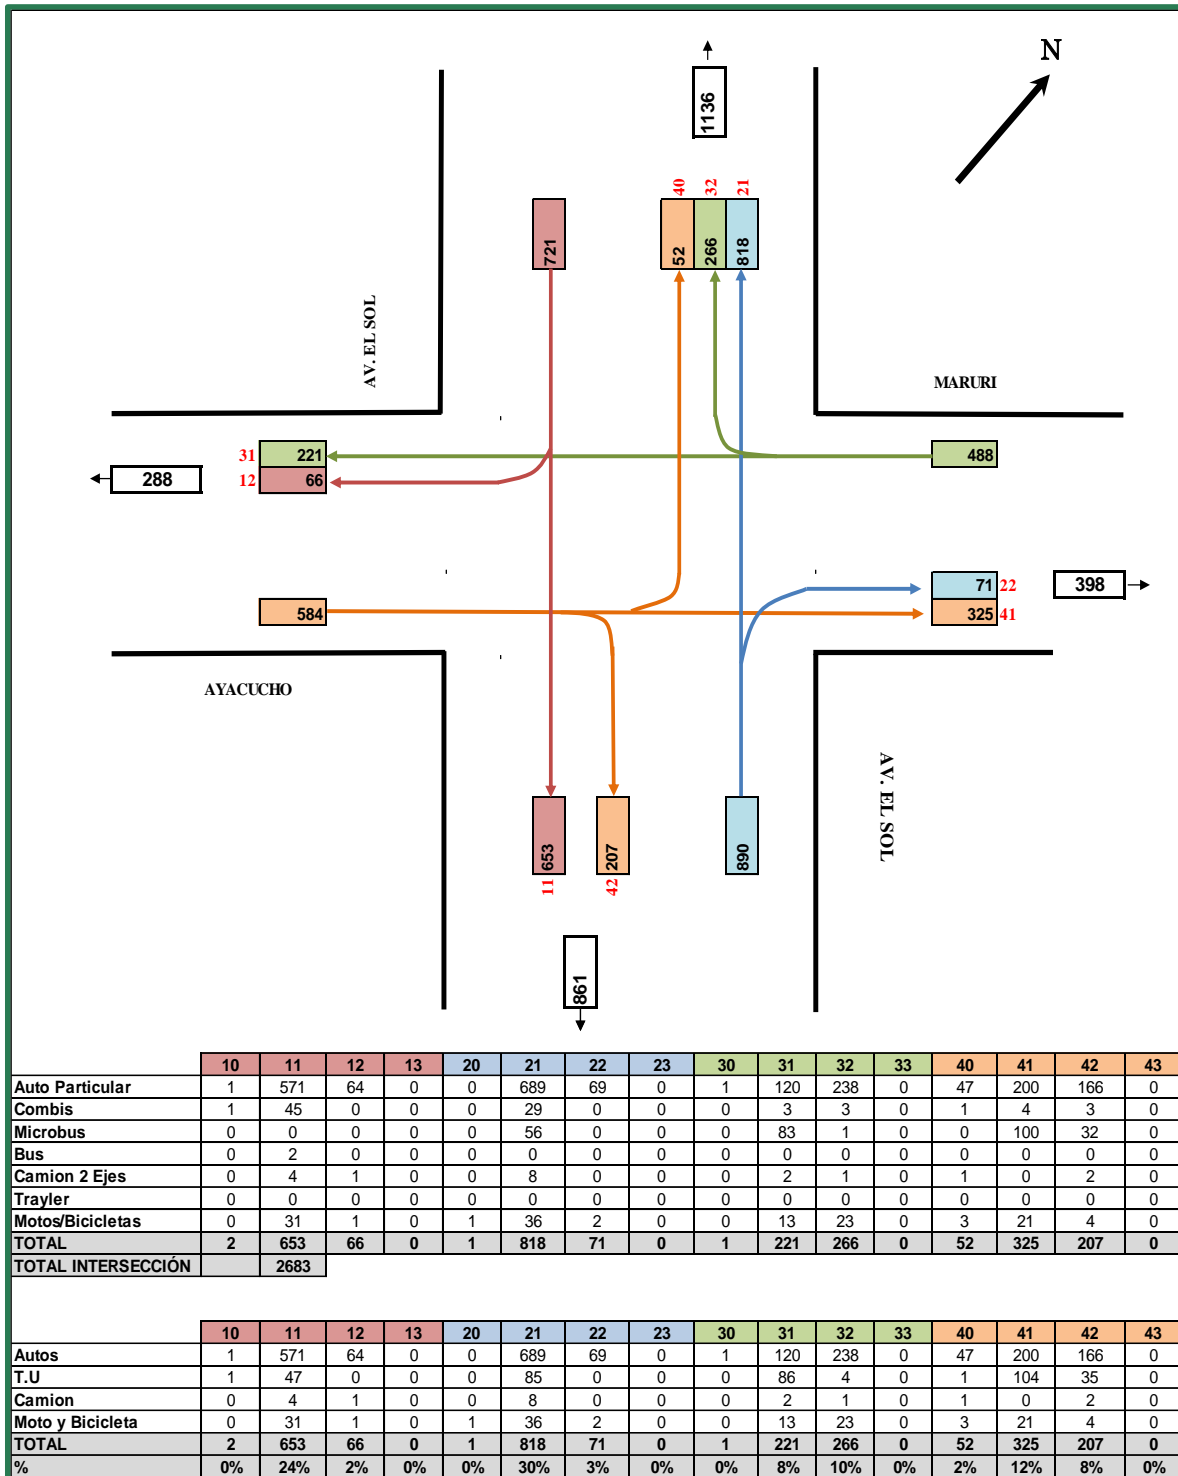 N
1136
40 32 21
721 52 266 818
AV. EL SOL
MARURI
31 221 488
288 12 66
71 22 398
584 325 41
AYACUCHO
AV. EL SOL
653 207 890
11 42
861
10 11 12 13 20 21 22 23 30 31 32 33 40 41 42 43
Auto Particular 1 571 64 0 0 689 69 0 1 120 238 0 47 200 166 0
Combis 1 45 0 0 0 29 0 0 0 3 3 0 1 4 3 0
Microbus 0 0 0 0 0 56 0 0 0 83 1 0 0 100 32 0
Bus 0 2 0 0 0 0 0 0 0 0 0 0 0 0 0 0
Camion 2 Ejes 0 4 1 0 0 8 0 0 0 2 1 0 1 0 2 0
Trayler 0 0 0 0 0 0 0 0 0 0 0 0 0 0 0 0
Motos/Bicicletas 0 31 1 0 1 36 2 0 0 13 23 0 3 21 4 0
TOTAL 2 653 66 0 1 818 71 0 1 221 266 0 52 325 207 0
TOTAL INTERSECCIÓN 2683
10 11 12 13 20 21 22 23 30 31 32 33 40 41 42 43
Autos 1 571 64 0 0 689 69 0 1 120 238 0 47 200 166 0
T.U 1 47 0 0 0 85 0 0 0 86 4 0 1 104 35 0
Camion 0 4 1 0 0 8 0 0 0 2 1 0 1 0 2 0
Moto y Bicicleta 0 31 1 0 1 36 2 0 0 13 23 0 3 21 4 0
TOTAL 2 653 66 0 1 818 71 0 1 221 266 0 52 325 207 0
% 0% 24% 2% 0% 0% 30% 3% 0% 0% 8% 10% 0% 2% 12% 8% 0%